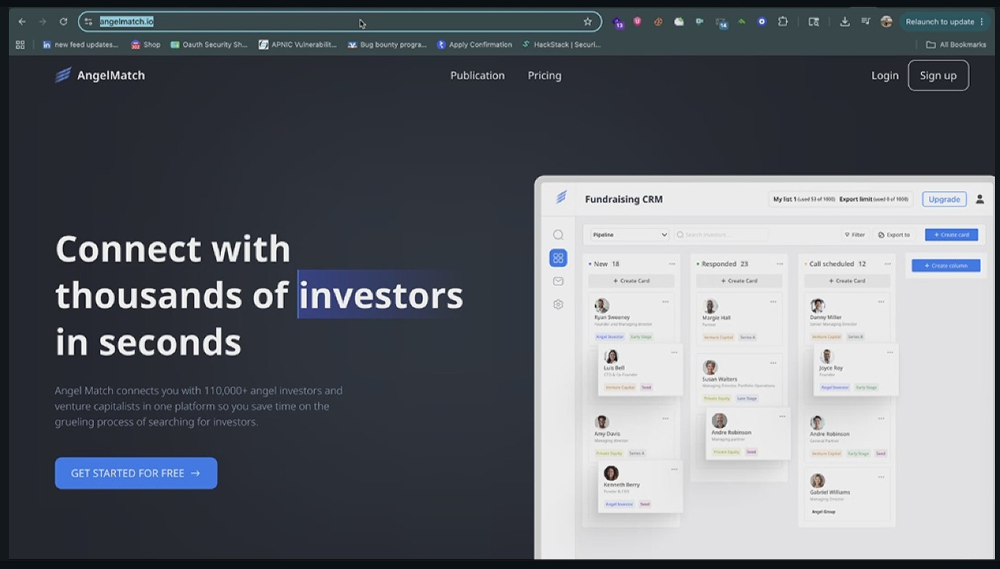 angelmatch.io
13
14
Relaunch to update
new feed updates...
Shop
Oauth Security Sh...
APNIC Vulnerabilit...
Bug bounty progra...
Apply Confirmation
HackStack | Securi...
All Bookmarks
AngelMatch
Publication
Pricing
Login
Sign up
Connect with
thousands of investors
in seconds
Angel Match connects you with 110,000+ angel investors and
venture capitalists in one platform so you save time on the
grueling process of searching for investors.
GET STARTED FOR FREE →
Fundraising CRM
My list 1 (used 53 of 1000) Export limit (used 0 of 1000)
Upgrade
Pipeline
Search investors ...
Filter
Export to
+ Create card
New 18
+ Create Card
Ryan Sweeney
Founder and Managing director
Angel Investor Early Stage
Luis Bell
CTO & Co-Founder
Venture Capital Seed
Amy Davis
Managing director
Private Equity Series A
Kenneth Berry
Funder & CEO
Angel Investor Seed
Responded 23
+ Create Card
Margie Hall
Partner
Venture Capital Series A
Susan Walters
Managing Director, Portfolio Operations
Private Equity Late Stage
Andre Robinson
Managing partner
Private Equity Seed
Call scheduled 12
+ Create Card
Danny Miller
Senior Managing Director
Venture Capital Series B
Joyce Roy
Founder
Angel Investor Early Stage
Andre Robinson
General Partner
Venture Capital Early Stage Seed
Gabriel Williams
Managing Director
Angel Group
+ Create column